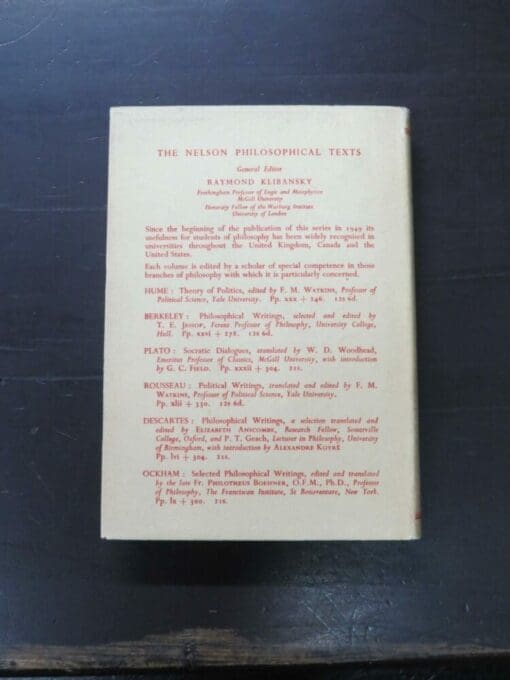 THE NELSON PHILOSOPHICAL TEXTS
General Editor
RAYMOND KLIBANSKY
Frothingham Professor of Logic and Metaphysics
McGill University
Honorary Fellow of the Warburg Institute
University of London
Since the beginning of the publication of this series in 1949 its
usefulness for students of philosophy has been widely recognised in
universities throughout the United Kingdom, Canada and the
United States.
Each volume is edited by a scholar of special competence in those
branches of philosophy with which it is particularly concerned.
HUME : Theory of Politics, edited by F. M. WATKINS, Professor of
Political Science, Yale University. Pp. xxx + 246. 12s 6d.
BERKELEY : Philosophical Writings, selected and edited by
T. E. JESSOP, Ferens Professor of Philosophy, University College,
Hull. Pp. xxvi + 278. 12s 6d.
PLATO : Socratic Dialogues, translated by W. D. Woodhead,
Emeritus Professor of Classics, McGill University, with introduction
by G. C. FIELD. Pp. xxxii + 304. 21s.
ROUSSEAU : Political Writings, translated and edited by F. M.
WATKINS, Professor of Political Science, Yale University.
Pp. xlii + 330. 12s 6d.
DESCARTES : Philosophical Writings, a selection translated and
edited by ELIZABETH ANSCOMBE, Research Fellow, Somerville
College, Oxford, and P. T. Geach, Lecturer in Philosophy, University
of Birmingham, with introduction by ALEXANDRE KOYRÉ
Pp. lvi + 304. 21s.
OCKHAM : Selected Philosophical Writings, edited and translated
by the late Fr. PHILOTHEUS BOEHNER, O.F.M., Ph.D., Professor
of Philosophy, The Franciscan Institute, St Bonaventure, New York.
Pp. lx + 300. 21s.